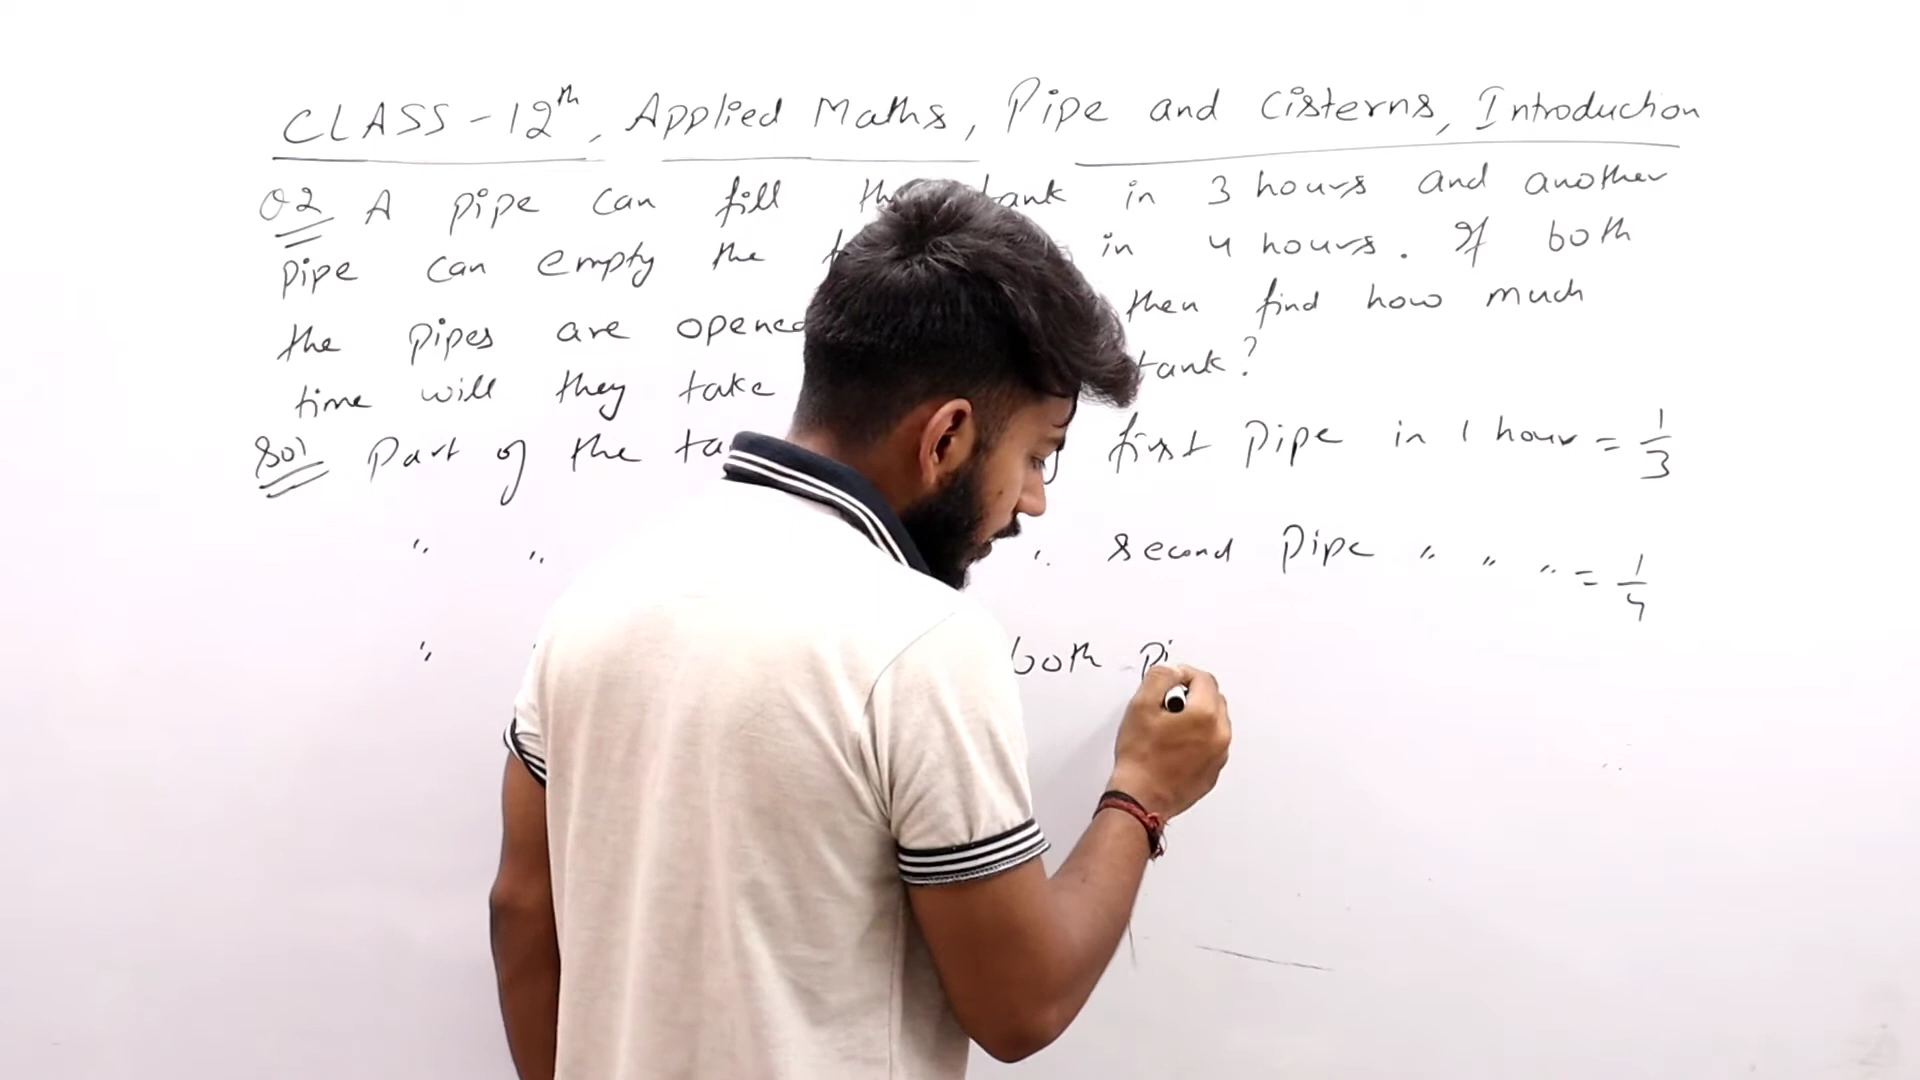 CLASS-12th, Applied Maths, Pipe and Cisterns, Introduction
Q2 A pipe can fill the tank in 3 hours and another
pipe can empty the in 4 hours. If both
the pipes are opened then find how much
time will they take tank?
Sol Part of the first pipe in 1 hour = 1/3
" " " second pipe " " " = 1/4
" both pi